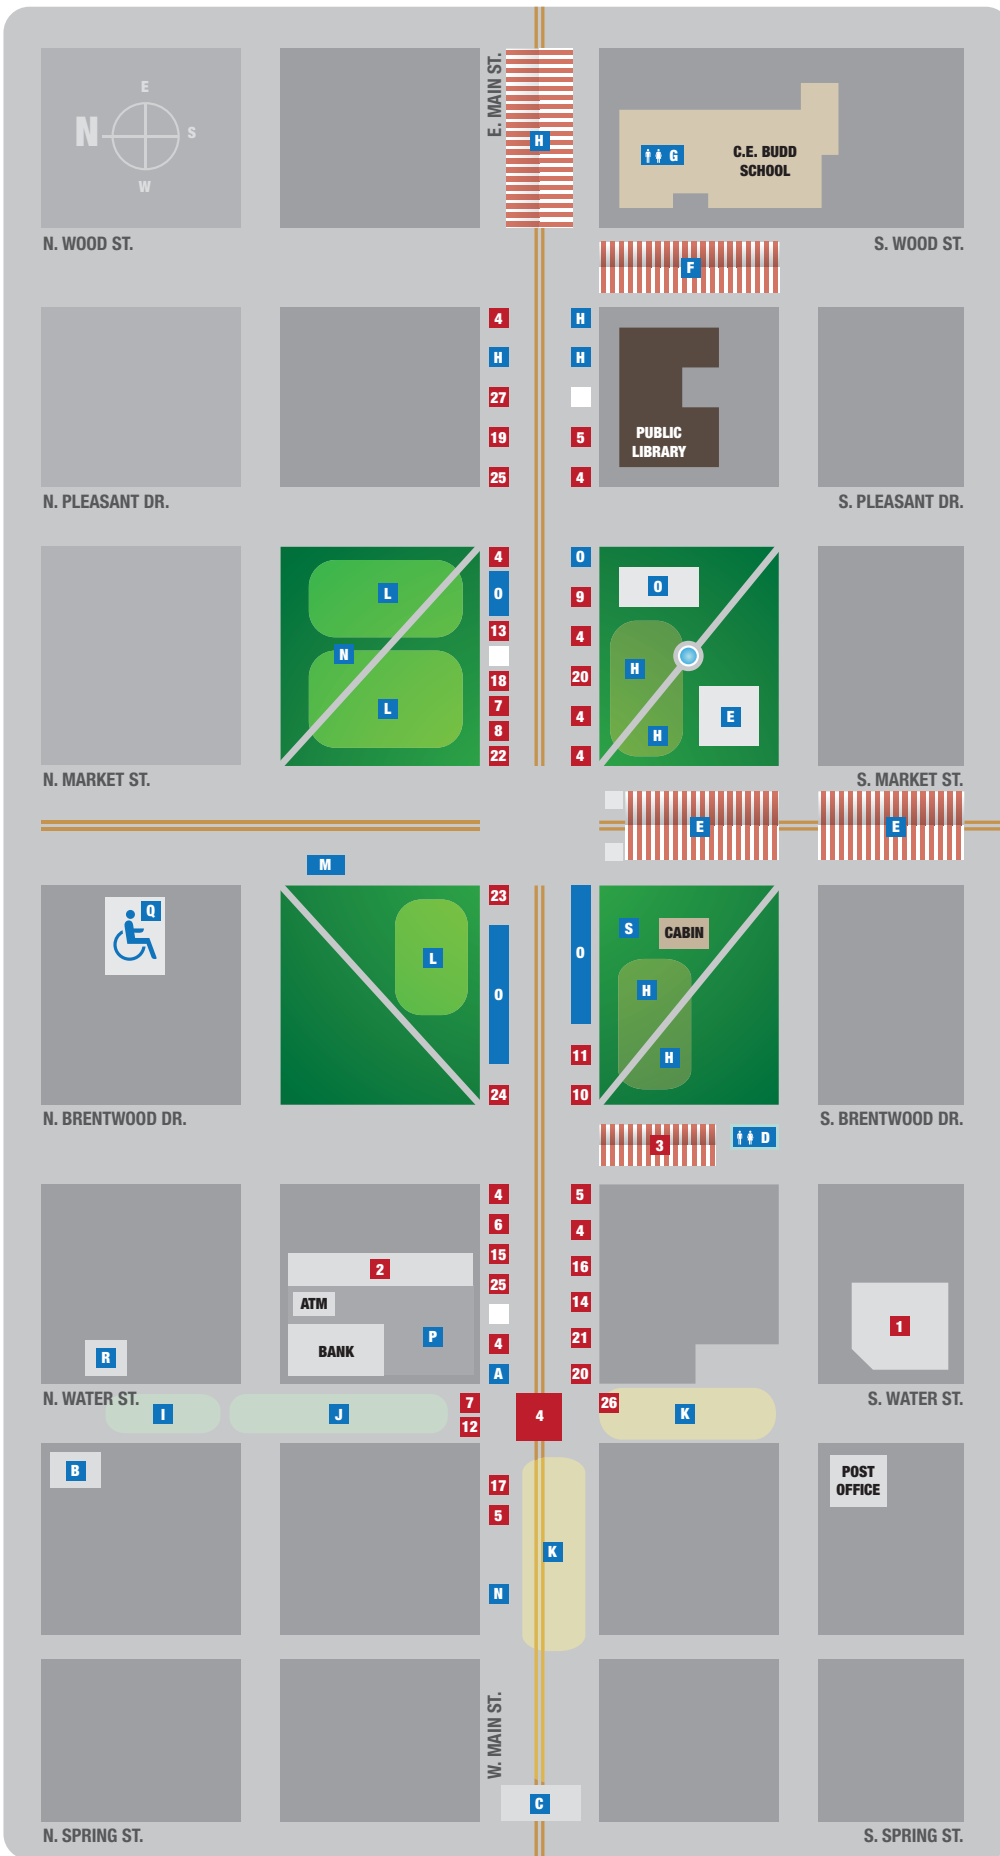 E. MAIN ST.
E
N
S
W
H
G
C.E. BUDD
SCHOOL
N. WOOD ST.
S. WOOD ST.
F
4
H
H
H
27
19
5
25
4
PUBLIC
LIBRARY
N. PLEASANT DR.
S. PLEASANT DR.
4
O
L
O
9
O
13
4
N
H
18
20
7
L
4
E
8
H
22
4
N. MARKET ST.
S. MARKET ST.
E
E
M
23
Q
S
CABIN
L
O
O
H
11
H
24
10
N. BRENTWOOD DR.
S. BRENTWOOD DR.
3
D
4
5
6
4
15
2
16
25
ATM
14
1
P
4
21
BANK
R
A
20
N. WATER ST.
S. WATER ST.
7
26
I
J
4
K
12
B
POST
OFFICE
17
5
K
N
W. MAIN ST.
C
N. SPRING ST.
S. SPRING ST.